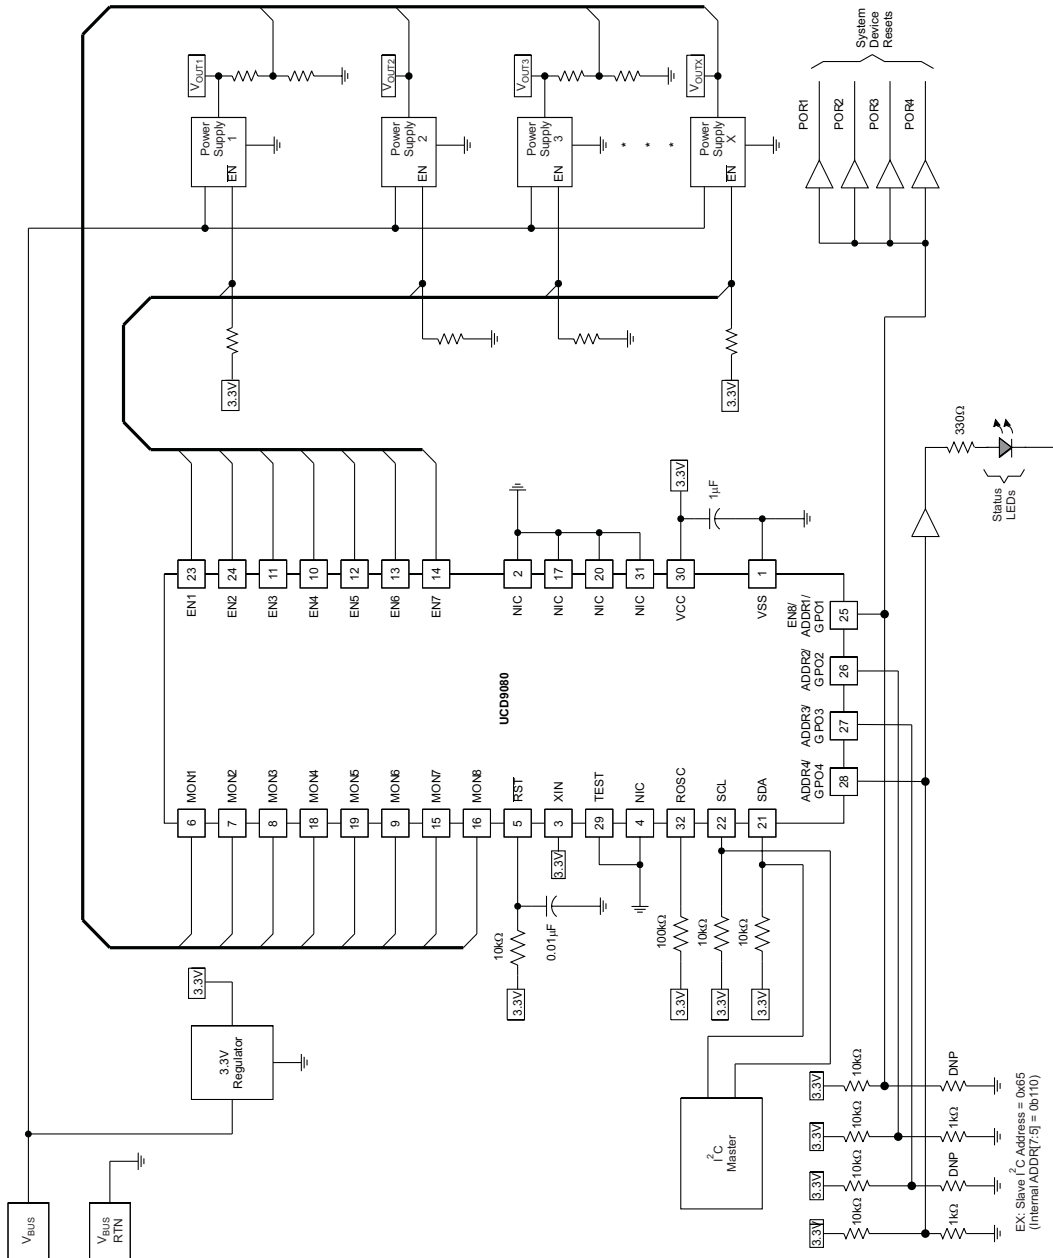 V_BUS
V_BUS
RTN
3.3V
Regulator
3.3V
V_OUT1
V_OUT2
V_OUT3
V_OUTX
Power
Supply
1
EN
Power
Supply
2
EN
Power
Supply
3
EN
* * *
Power
Supply
X
EN
3.3V
3.3V
System
Device
Resets
POR1
POR2
POR3
POR4
UCD9080
6 MON1
7 MON2
8 MON3
18 MON4
19 MON5
9 MON6
15 MON7
16 MON8
5 RST
3 XIN
29 TEST
4 NIC
32 ROSC
22 SCL
21 SDA
EN1 23
EN2 24
EN3 11
EN4 10
EN5 12
EN6 13
EN7 14
NIC 2
NIC 17
NIC 20
NIC 31
VCC 30
VSS 1
EN8/
ADDR1/
GPO1
25
ADDR2/
GPO2
26
ADDR3/
GPO3
27
ADDR4/
GPO4
28
3.3V
1μF
330Ω
Status
LEDs
3.3V
10kΩ
0.01μF
3.3V
3.3V
100kΩ
3.3V
10kΩ
3.3V
10kΩ
I²C
Master
3.3V
10kΩ
DNP
3.3V
10kΩ
1kΩ
3.3V
10kΩ
DNP
3.3V
10kΩ
1kΩ
EX: Slave I²C Address = 0x65
(Internal ADDR[7:5] = 0b110)